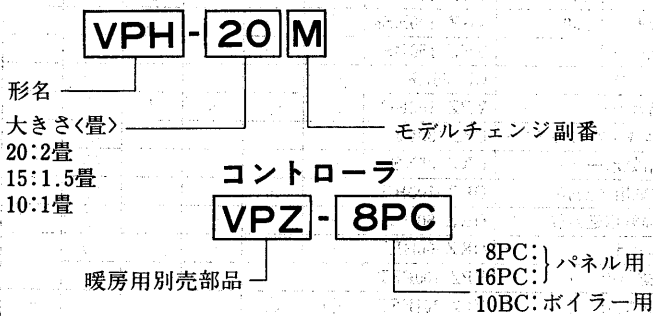 VPH-20M
形名
大きさ<畳>
モデルチェンジ副番
20:2畳
15:1.5畳
10:1畳
コントローラ
VPZ-8PC
暖房用別売部品
8PC:
16PC:
}パネル用
10BC:ボイラー用